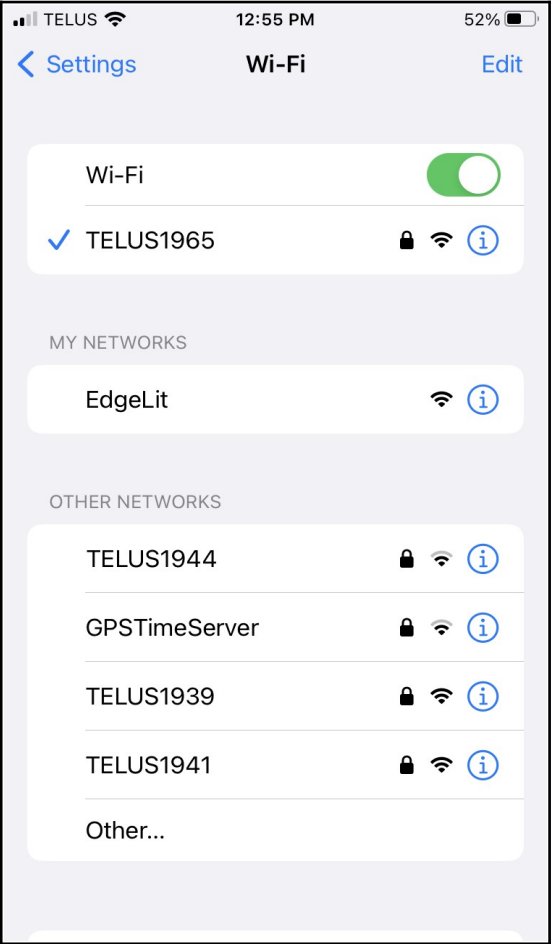 TELUS 12:55 PM 52%
Settings Wi-Fi Edit
Wi-Fi
TELUS1965
MY NETWORKS
EdgeLit
OTHER NETWORKS
TELUS1944
GPSTimeServer
TELUS1939
TELUS1941
Other...